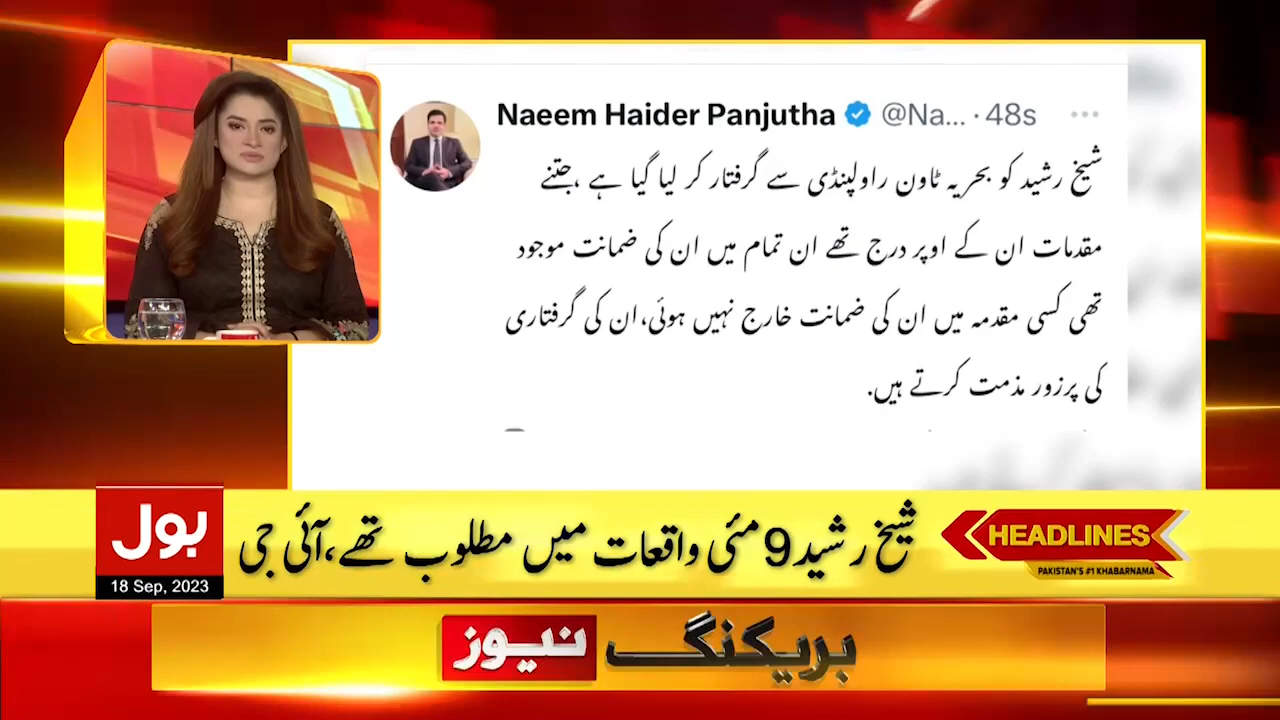 Naeem Haider Panjutha @Na... · 48s
شیخ رشید کو بحریہ ٹاون راولپنڈی سے گرفتار کر لیا گیا ہے ،جتنے
مقدمات ان کے اوپر درج تھے ان تمام میں ان کی ضمانت موجود
تھی کسی مقدمہ میں ان کی ضمانت خارج نہیں ہوئی،ان کی گرفتاری
کی پرزور مذمت کرتے ہیں.
HEADLINES
PAKISTAN'S #1 KHABARNAMA
شیخ رشید 9 مئی واقعات میں مطلوب تھے، آئی جی
بول
18 Sep, 2023
بریکنگ نیوز